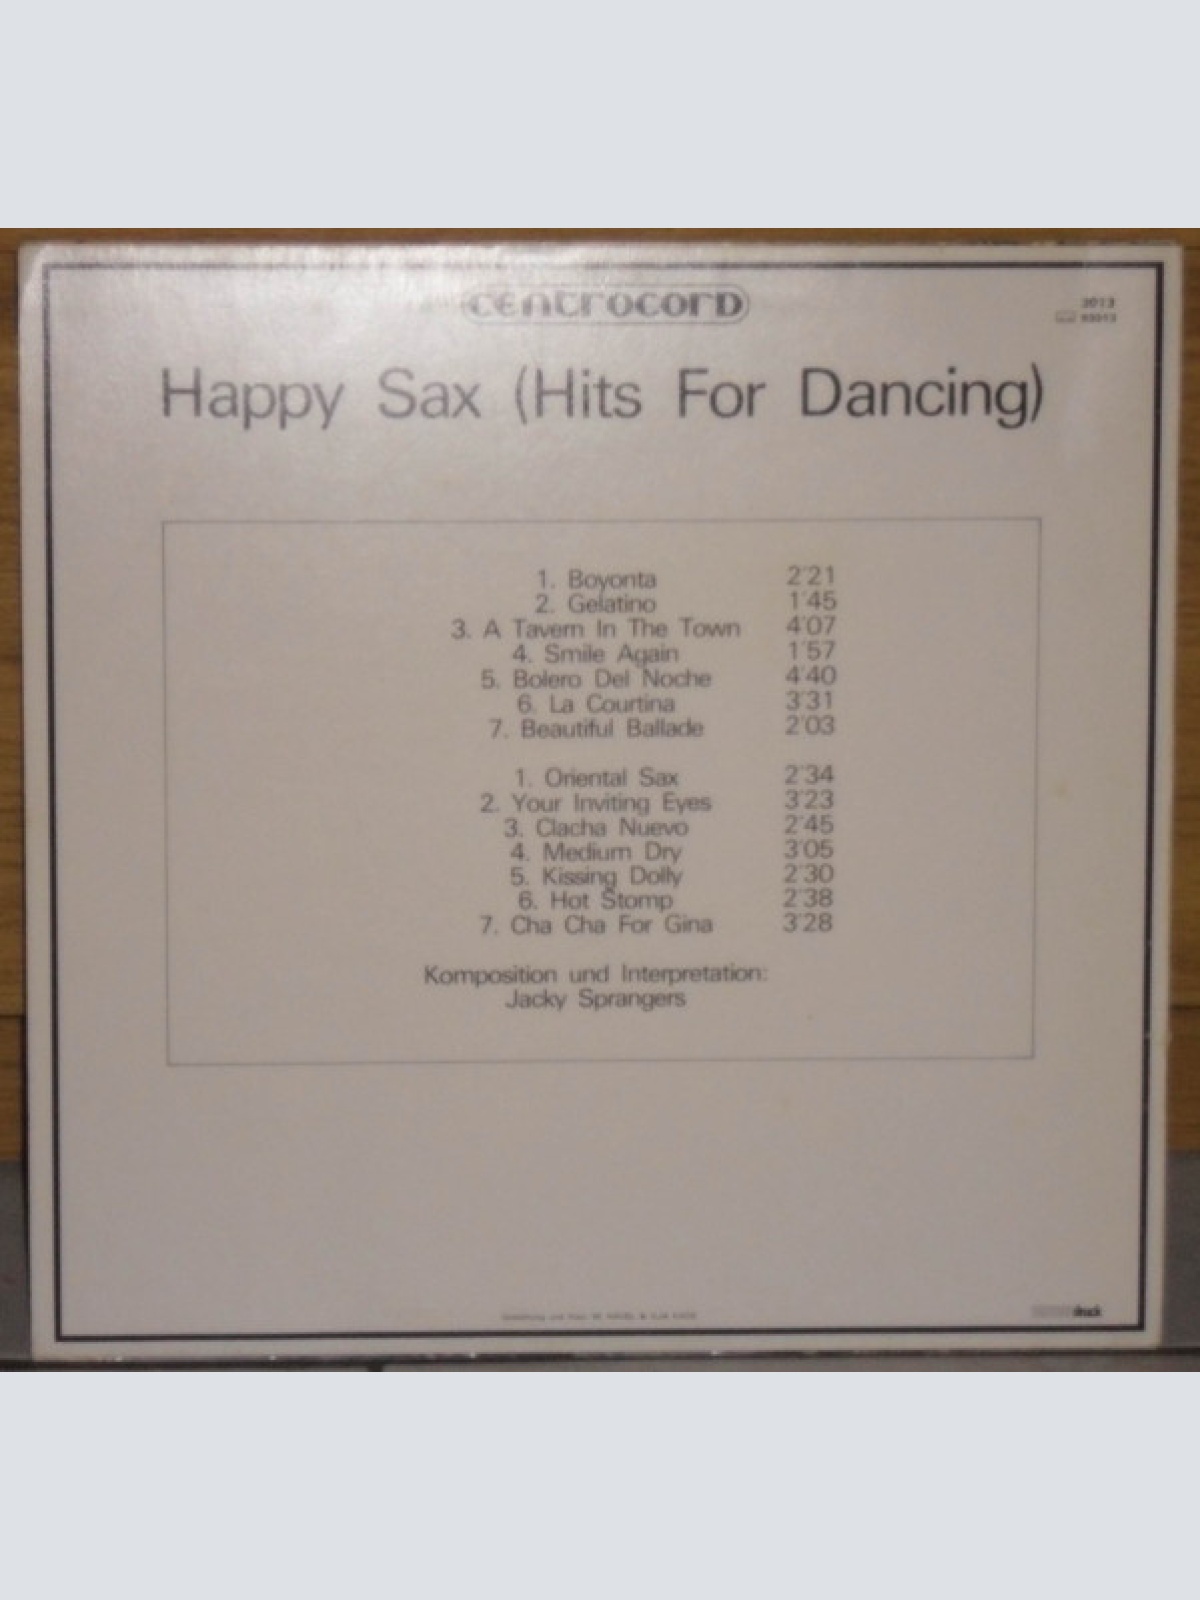 centrocord
3013
93013
Happy Sax (Hits For Dancing)
1. Boyonta 2'21
2. Gelatino 1'45
3. A Tavern In The Town 4'07
4. Smile Again 1'57
5. Bolero Del Noche 4'40
6. La Courtina 3'31
7. Beautiful Ballade 2'03
1. Oriental Sax 2'34
2. Your Inviting Eyes 3'23
3. Clacha Nuevo 2'45
4. Medium Dry 3'05
5. Kissing Dolly 2'30
6. Hot Stomp 2'38
7. Cha Cha For Gina 3'28
Komposition und Interpretation:
Jacky Sprangers
druck